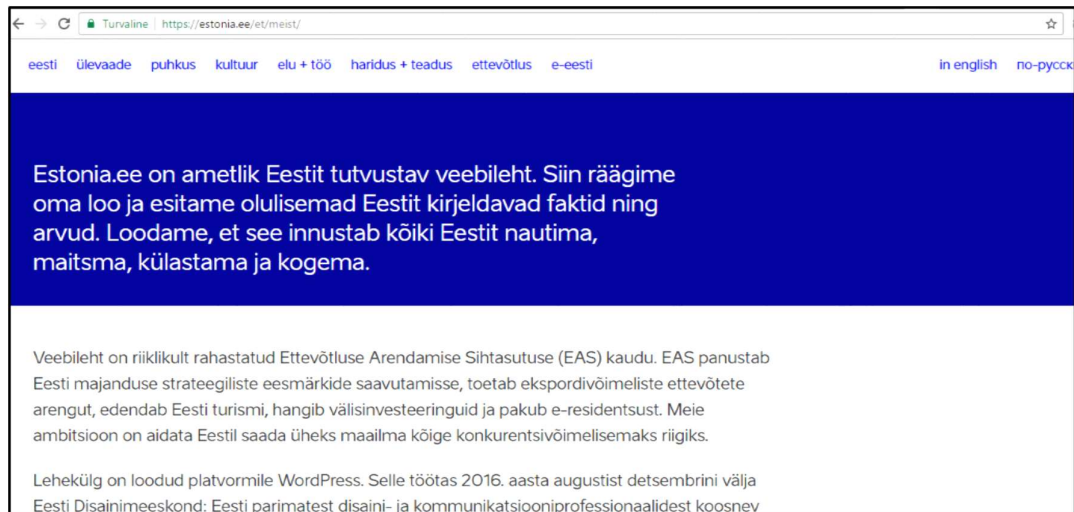 Turvaline https://estonia.ee/et/meist/
eesti ülevaade puhkus kultuur elu + töö haridus + teadus ettevõtlus e-eesti in english по-русск
Estonia.ee on ametlik Eestit tutvustav veebileht. Siin räägime
oma loo ja esitame olulisemad Eestit kirjeldavad faktid ning
arvud. Loodame, et see innustab kõiki Eestit nautima,
maitsma, külastama ja kogema.
Veebileht on riiklikult rahastatud Ettevõtluse Arendamise Sihtasutuse (EAS) kaudu. EAS panustab
Eesti majanduse strateegiliste eesmärkide saavutamisse, toetab ekspordivõimeliste ettevõtete
arengut, edendab Eesti turismi, hangib välisinvesteeringuid ja pakub e-residentsust. Meie
ambitsioon on aidata Eestil saada üheks maailma kõige konkurentsivõimelisemaks riigiks.
Lehekülg on loodud platvormile WordPress. Selle töötas 2016. aasta augustist detsembrini välja
Eesti Disainimeeskond: Eesti parimatest disaini- ja kommunikatsiooniprofessionaalidest koosnev